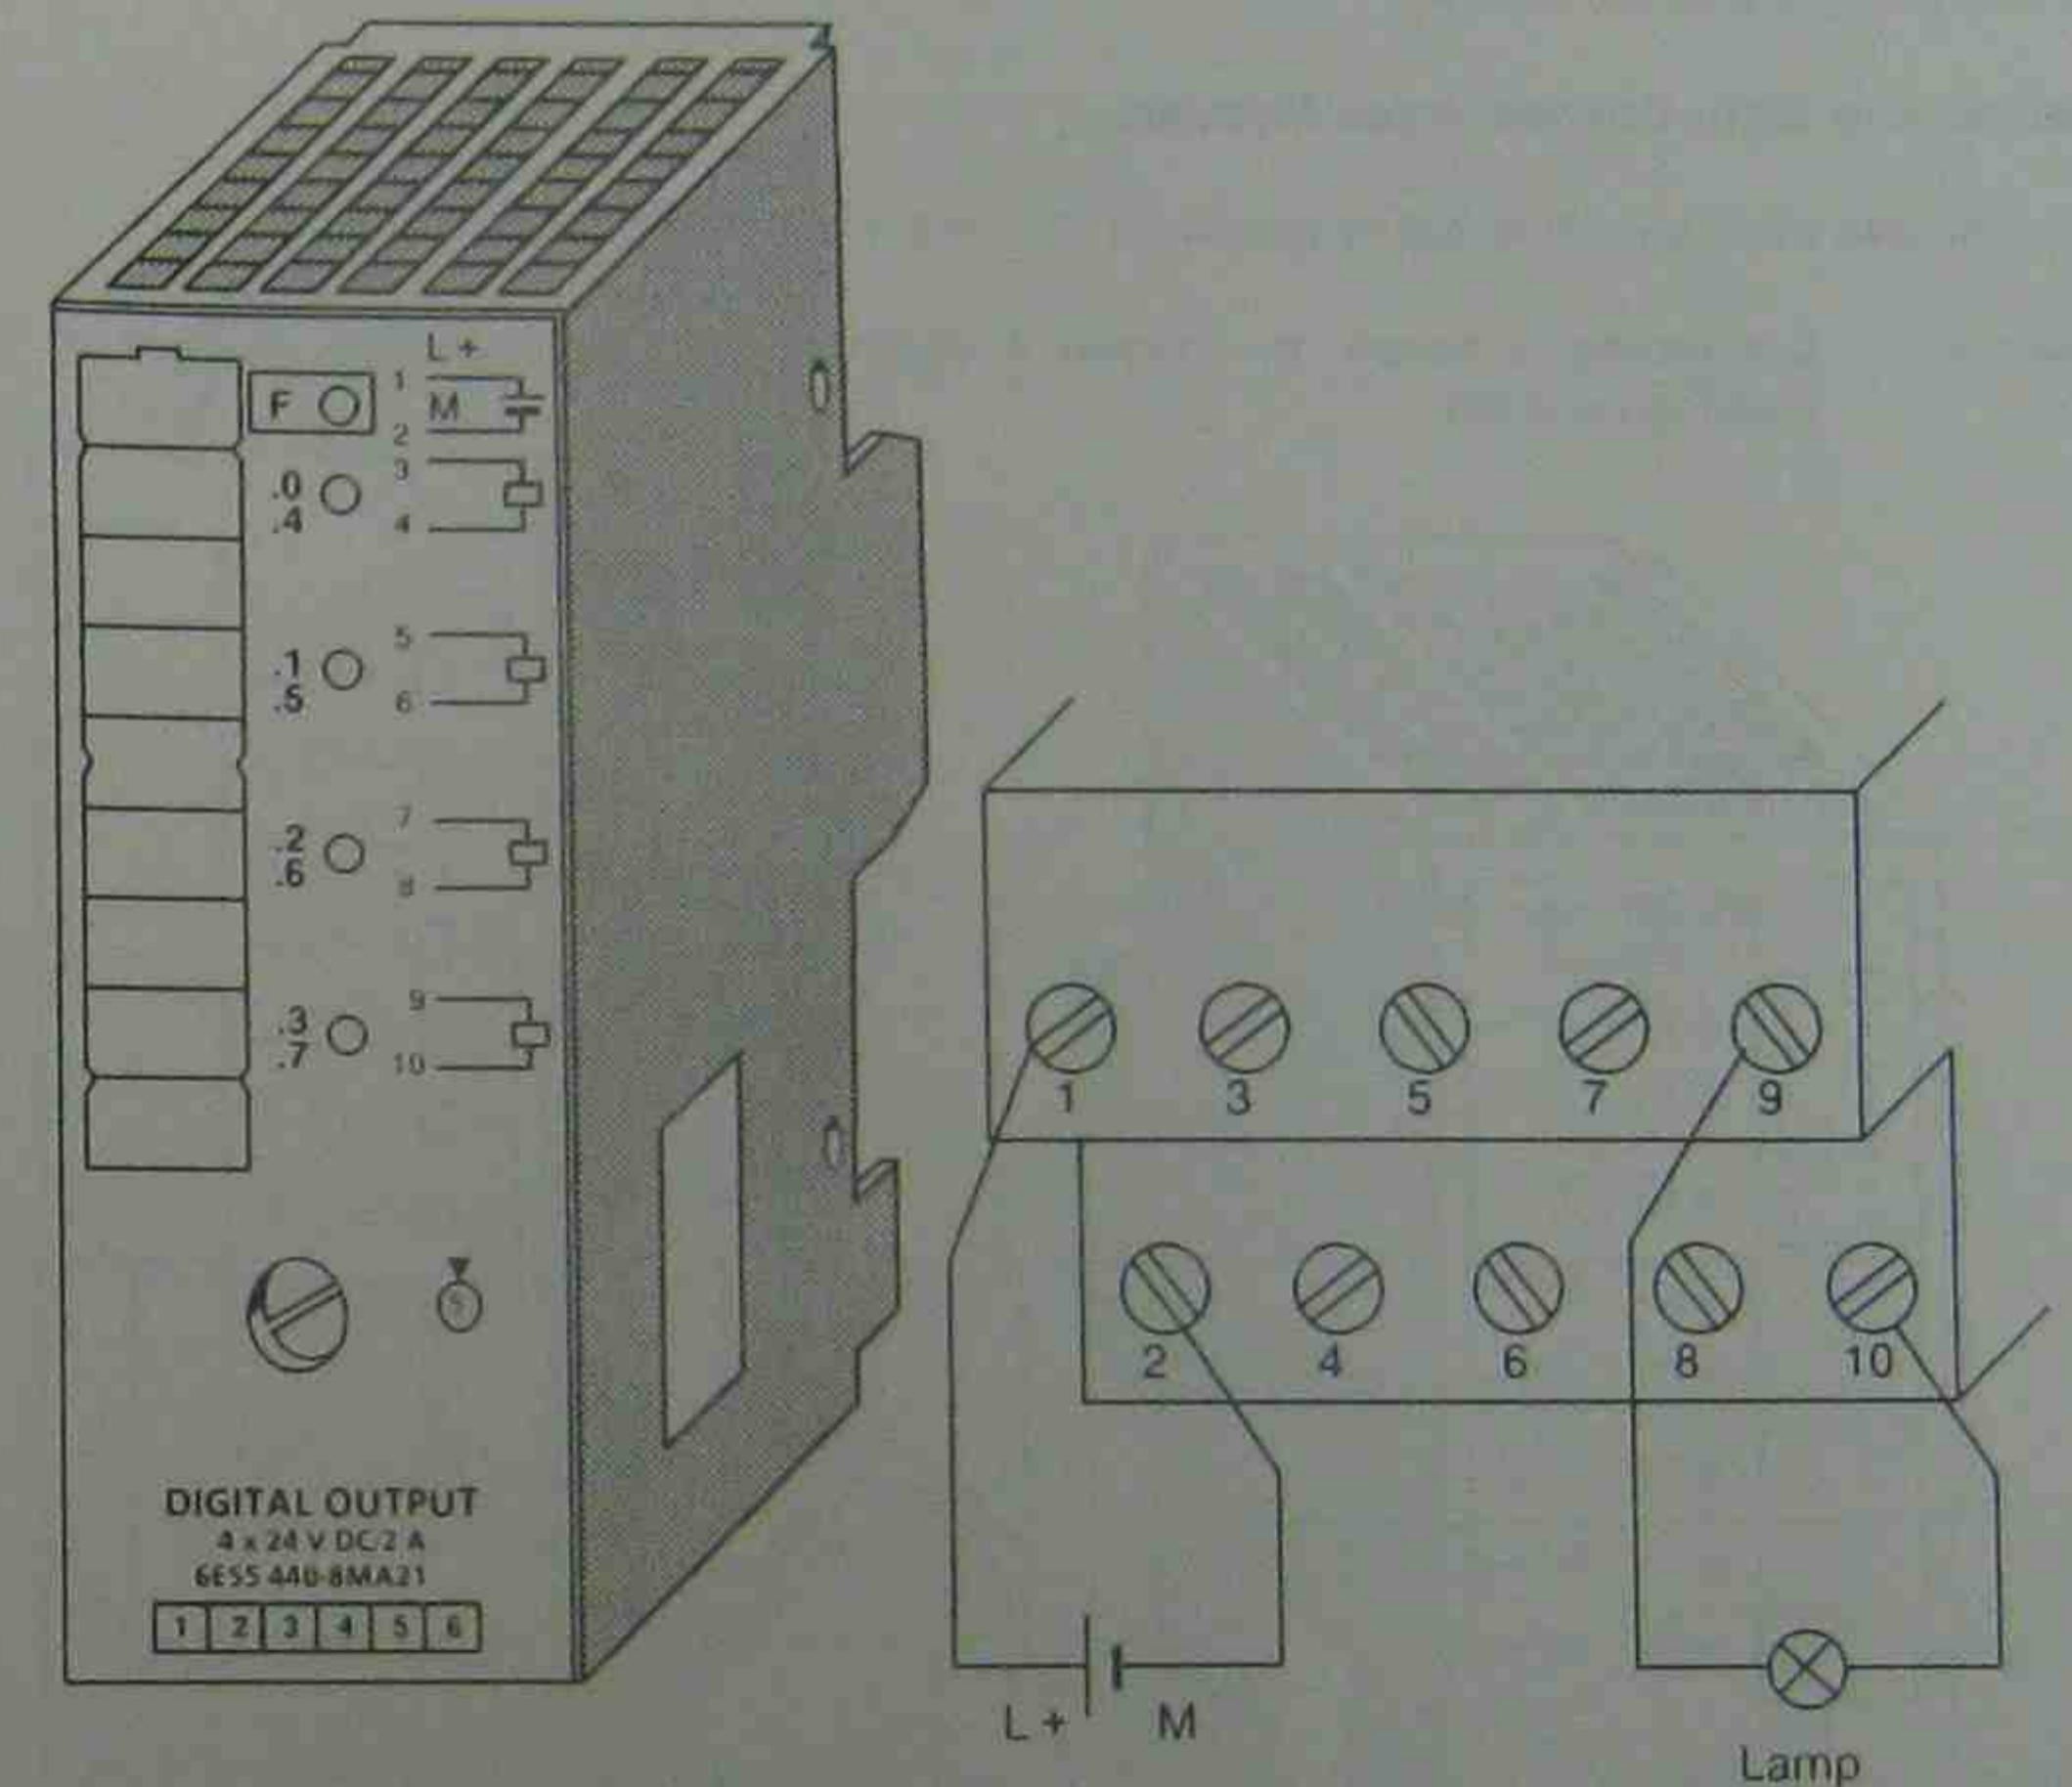 L +
F 1
M
2
.0 3
.4 4
.1 5
.5 6
.2 7
.6 8
.3 9
.7 10
S
DIGITAL OUTPUT
4 x 24 V DC/2 A
6ES5 440-8MA21
1 2 3 4 5 6
1 3 5 7 9
2 4 6 8 10
L + M
Lamp